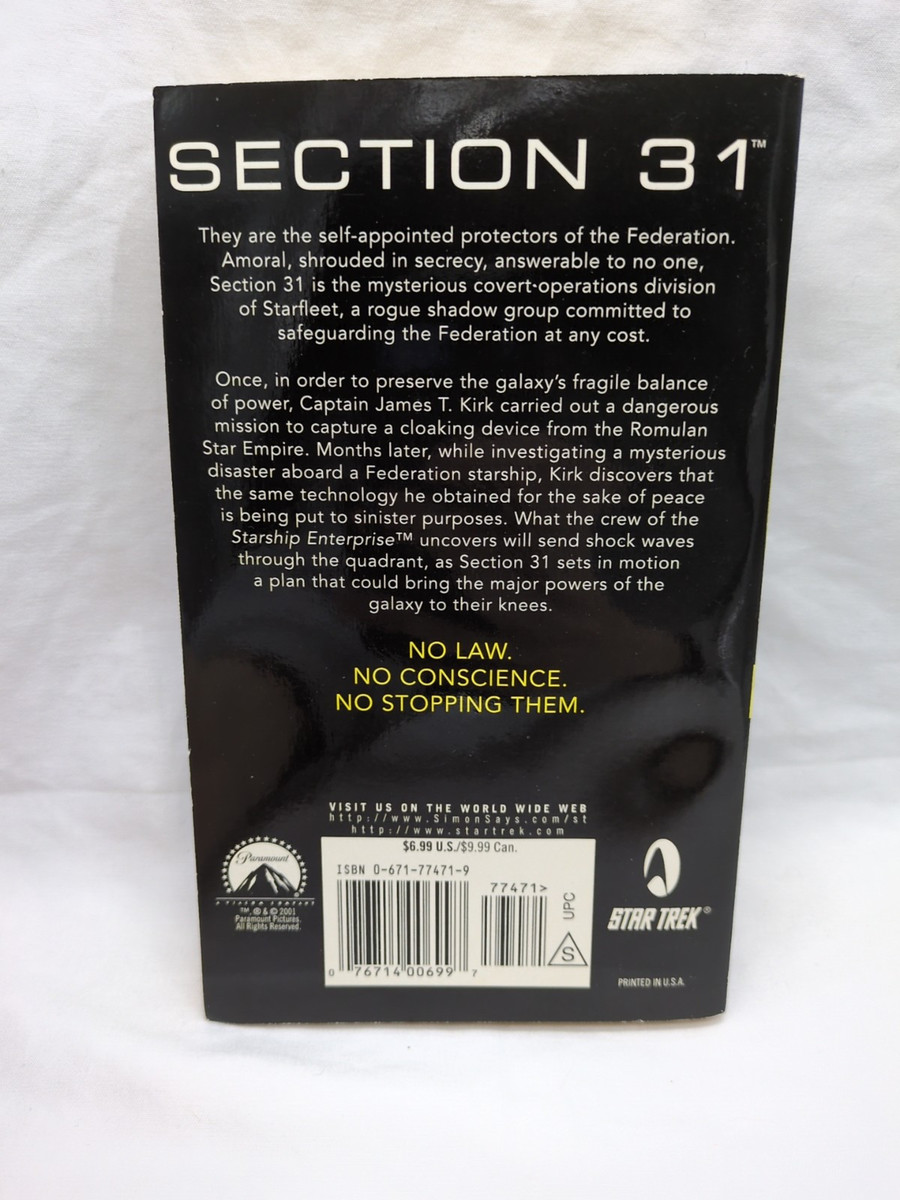 SECTION 31™
They are the self-appointed protectors of the Federation.
Amoral, shrouded in secrecy, answerable to no one,
Section 31 is the mysterious covert-operations division
of Starfleet, a rogue shadow group committed to
safeguarding the Federation at any cost.
Once, in order to preserve the galaxy's fragile balance
of power, Captain James T. Kirk carried out a dangerous
mission to capture a cloaking device from the Romulan
Star Empire. Months later, while investigating a mysterious
disaster aboard a Federation starship, Kirk discovers that
the same technology he obtained for the sake of peace
is being put to sinister purposes. What the crew of the
Starship Enterprise™ uncovers will send shock waves
through the quadrant, as Section 31 sets in motion
a plan that could bring the major powers of the
galaxy to their knees.
NO LAW.
NO CONSCIENCE.
NO STOPPING THEM.
VISIT US ON THE WORLD WIDE WEB
http://www.SimonSays.com/st
http://www.startrek.com
$6.99 U.S./$9.99 Can.
ISBN 0-671-77471-9
77471>
UPC
S
0 76714 00699 7
Paramount
A VIACOM COMPANY
™, ® & © 2001
Paramount Pictures.
All Rights Reserved.
STAR TREK®
PRINTED IN U.S.A.